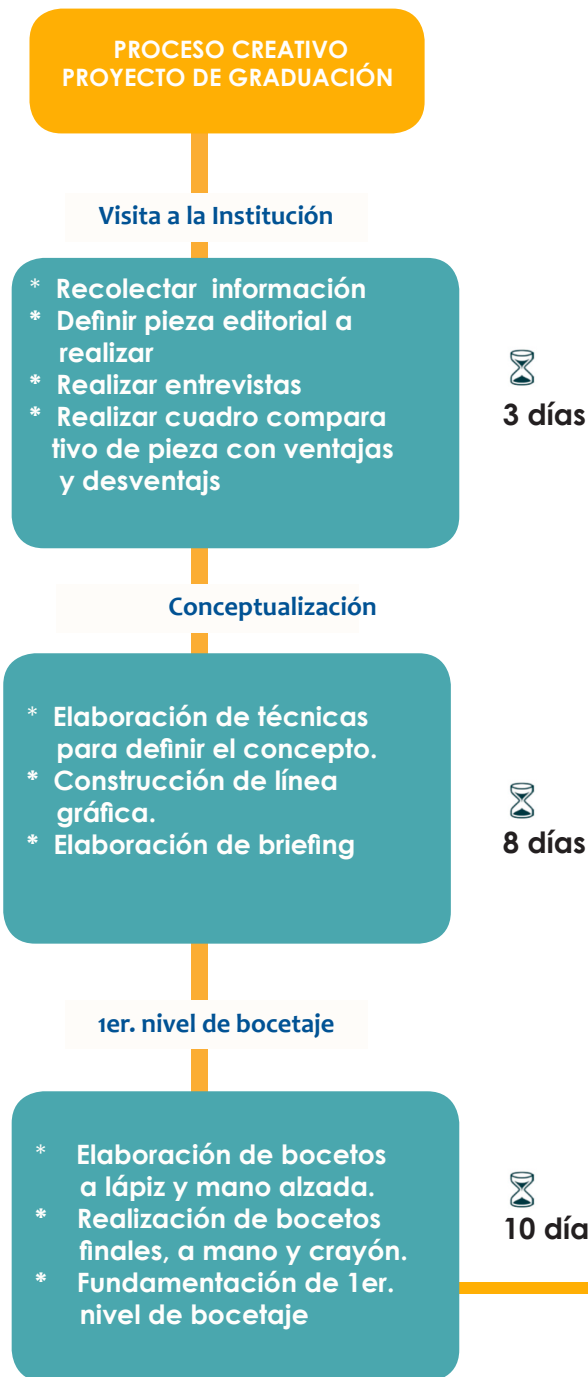 PROCESO CREATIVO
PROYECTO DE GRADUACIÓN
Visita a la Institución
* Recolectar información
* Definir pieza editorial a
realizar
* Realizar entrevistas
* Realizar cuadro compara
tivo de pieza con ventajas
y desventajs
3 días
Conceptualización
* Elaboración de técnicas
para definir el concepto.
* Construcción de línea
gráfica.
* Elaboración de briefing
8 días
1er. nivel de bocetaje
* Elaboración de bocetos
a lápiz y mano alzada.
* Realización de bocetos
finales, a mano y crayón.
* Fundamentación de 1er.
nivel de bocetaje
10 día